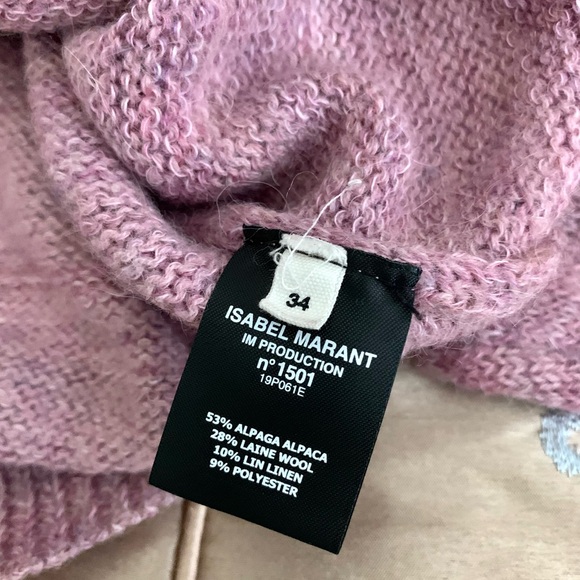 34
ISABEL MARANT
IM PRODUCTION
n°1501
19P061E
53% ALPAGA ALPACA
28% LAINE WOOL
10% LIN LINEN
9% POLYESTER